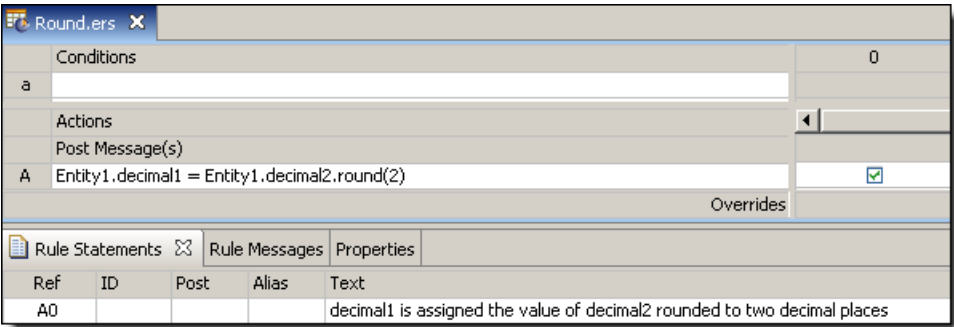 Round.ers
Conditions 0
a
Actions
Post Message(s)
A Entity1.decimal1 = Entity1.decimal2.round(2)
Overrides
Rule Statements Rule Messages Properties
Ref ID Post Alias Text
A0 decimal1 is assigned the value of decimal2 rounded to two decimal places